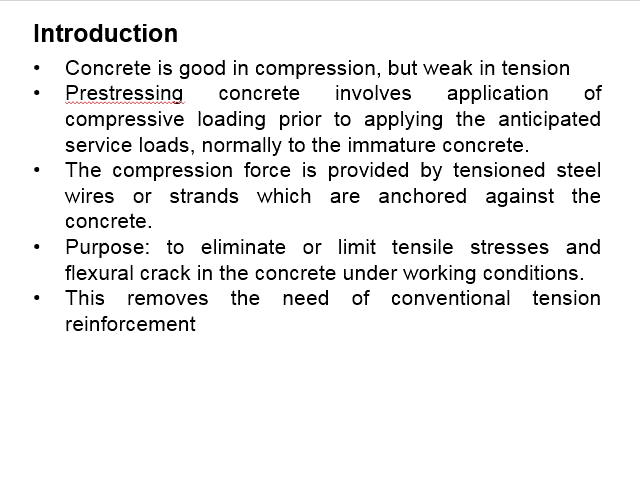 Introduction
• Concrete is good in compression, but weak in tension
• Prestressing concrete involves application of
compressive loading prior to applying the anticipated
service loads, normally to the immature concrete.
• The compression force is provided by tensioned steel
wires or strands which are anchored against the
concrete.
• Purpose: to eliminate or limit tensile stresses and
flexural crack in the concrete under working conditions.
• This removes the need of conventional tension
reinforcement